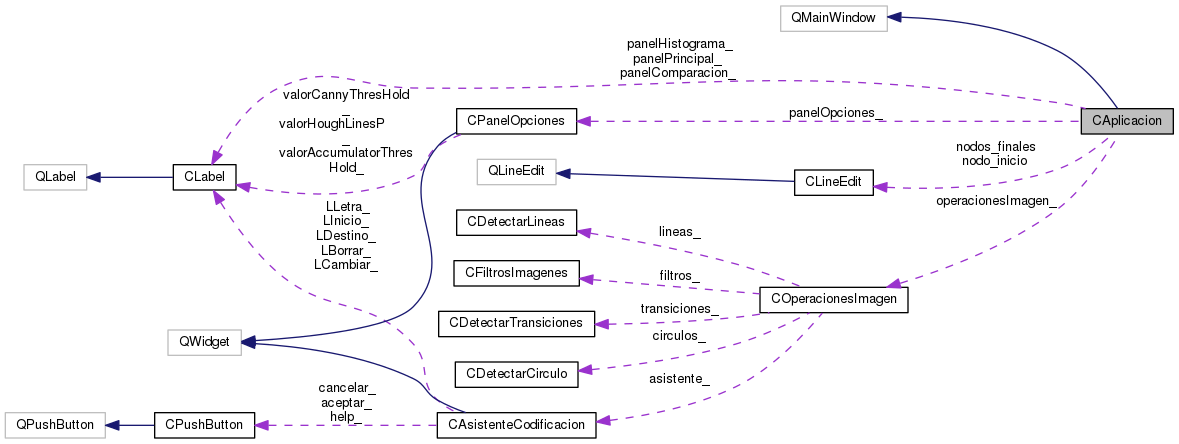 QMainWindow
panelHistograma_
panelPrincipal_
panelComparacion_
valorCannyThresHold
_
valorHoughLinesP
_
valorAccumulatorThres
Hold_
CPanelOpciones
panelOpciones_
CAplicacion
QLabel
CLabel
QLineEdit
CLineEdit
nodos_finales
nodo_inicio
operacionesImagen_
LLetra_
LInicio_
LDestino_
LBorrar_
LCambiar_
CDetectarLineas
lineas_
CFiltrosImagenes
filtros_
COperacionesImagen
CDetectarTransiciones
transiciones_
QWidget
circulos_
CDetectarCirculo
asistente_
cancelar_
aceptar_
help_
QPushButton
CPushButton
CAsistenteCodificacion